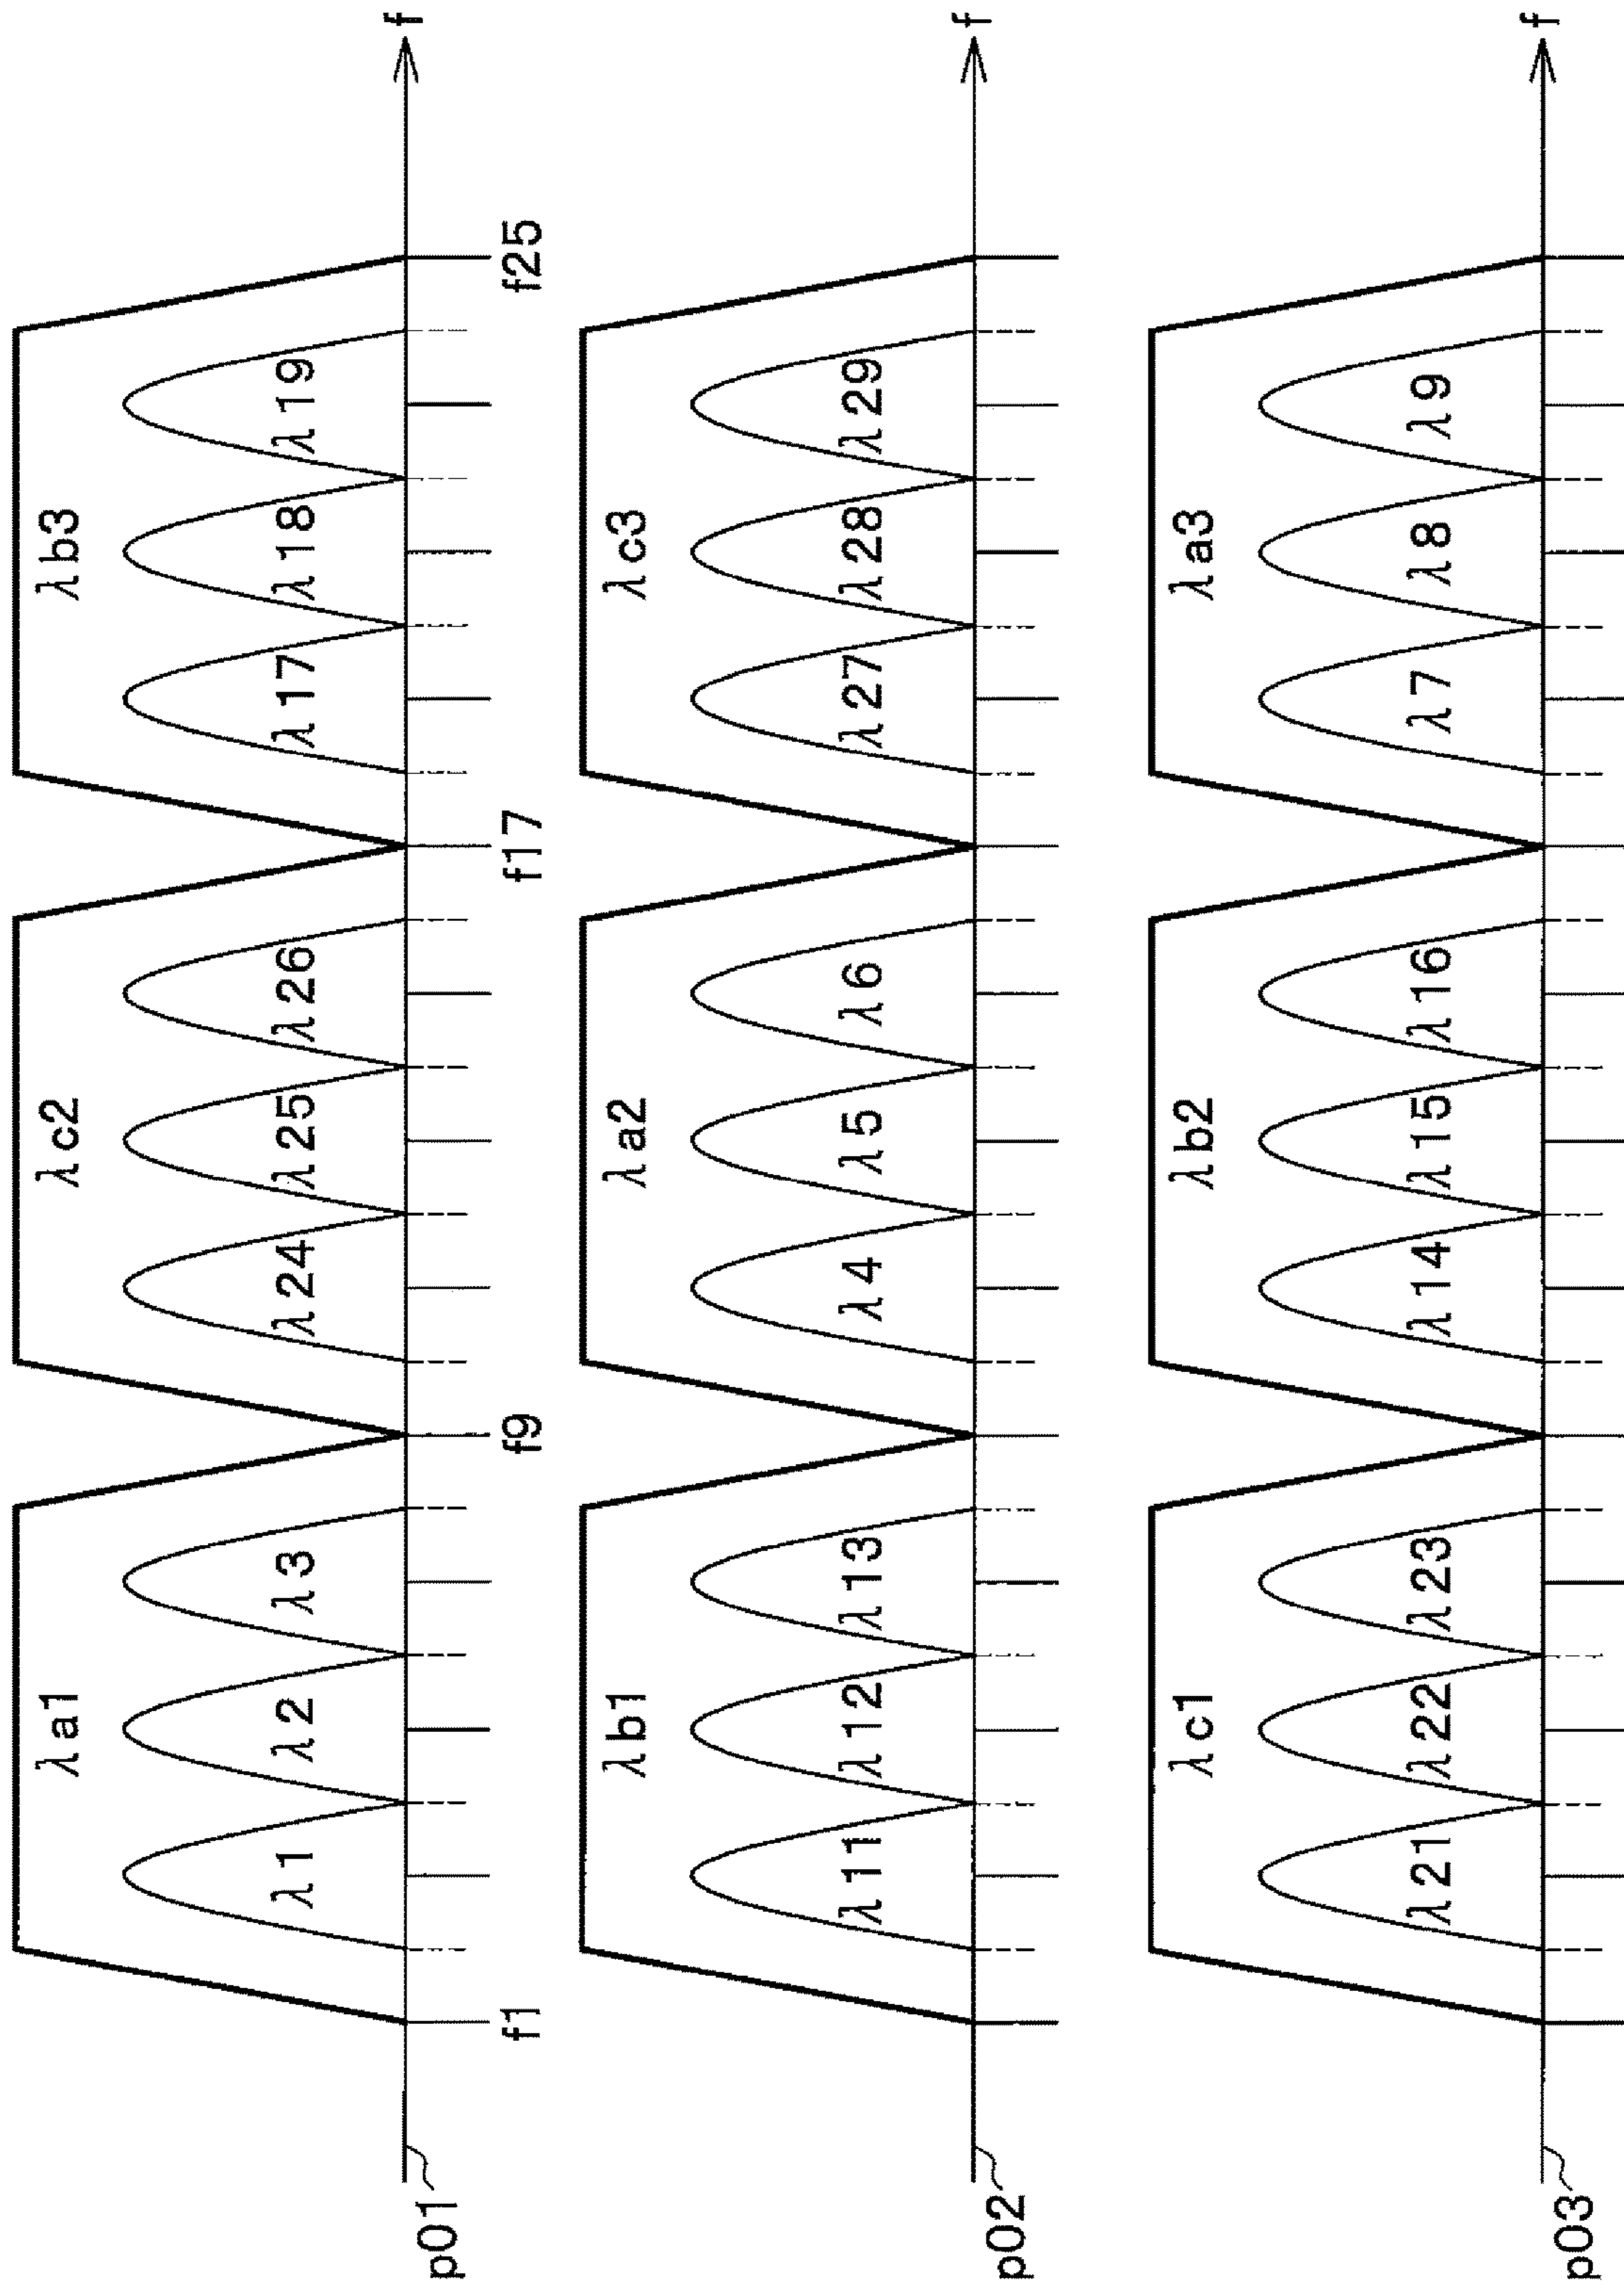 λa1 λc2 λb3
λ1 λ2 λ3 λ24 λ25 λ26 λ17 λ18 λ19
p01 f
f1 f9 f17 f25
λb1 λa2 λc3
λ11 λ12 λ13 λ4 λ5 λ6 λ27 λ28 λ29
p02 f
λc1 λb2 λa3
λ21 λ22 λ23 λ14 λ15 λ16 λ7 λ8 λ9
p03 f